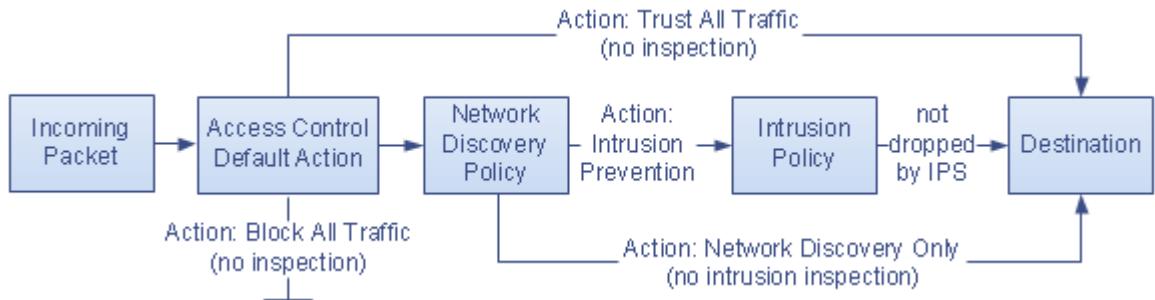 Action: Trust All Traffic
(no inspection)
Incoming
Packet
Access Control
Default Action
Network
Discovery
Policy
Action:
Intrusion
Prevention
Intrusion
Policy
not
dropped
by IPS
Destination
Action: Block All Traffic
(no inspection)
Action: Network Discovery Only
(no intrusion inspection)